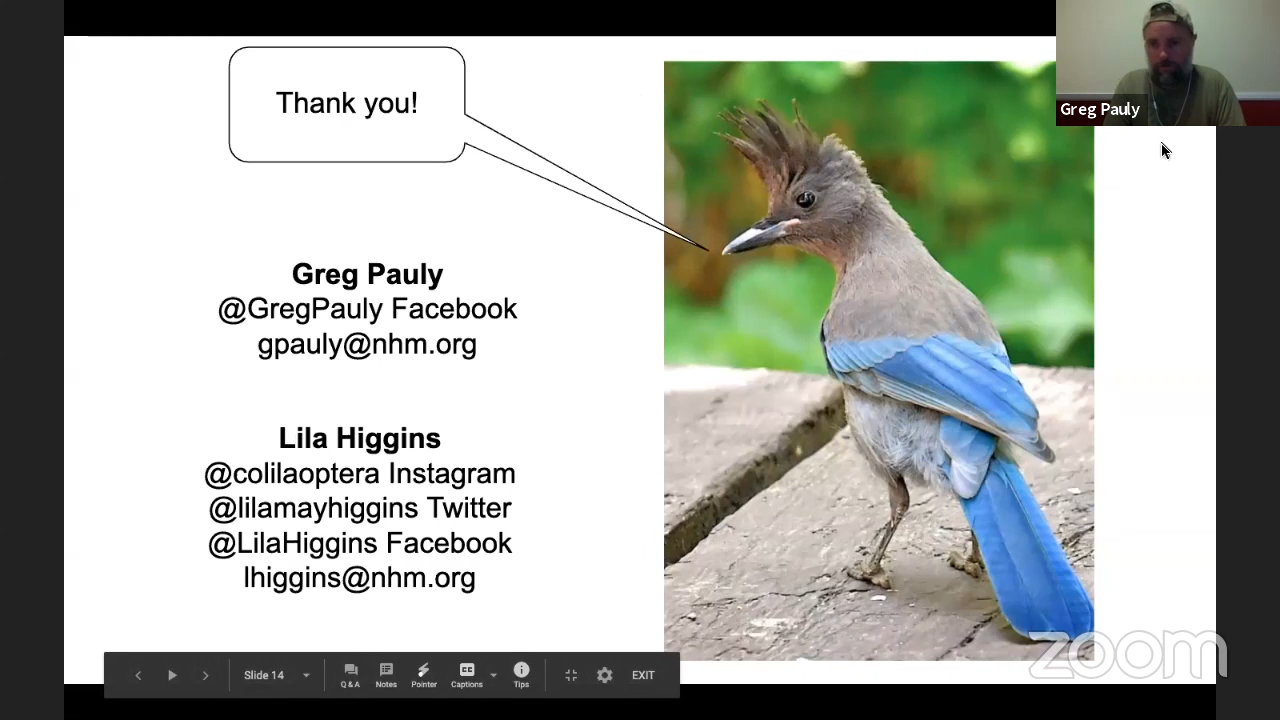 Thank you!
Greg Pauly
@GregPauly Facebook
gpauly@nhm.org
Lila Higgins
@colilaoptera Instagram
@lilamayhiggins Twitter
@LilaHiggins Facebook
lhiggins@nhm.org
Greg Pauly
Slide 14
Q & A
Notes
Pointer
CC
Captions
Tips
EXIT
zoom